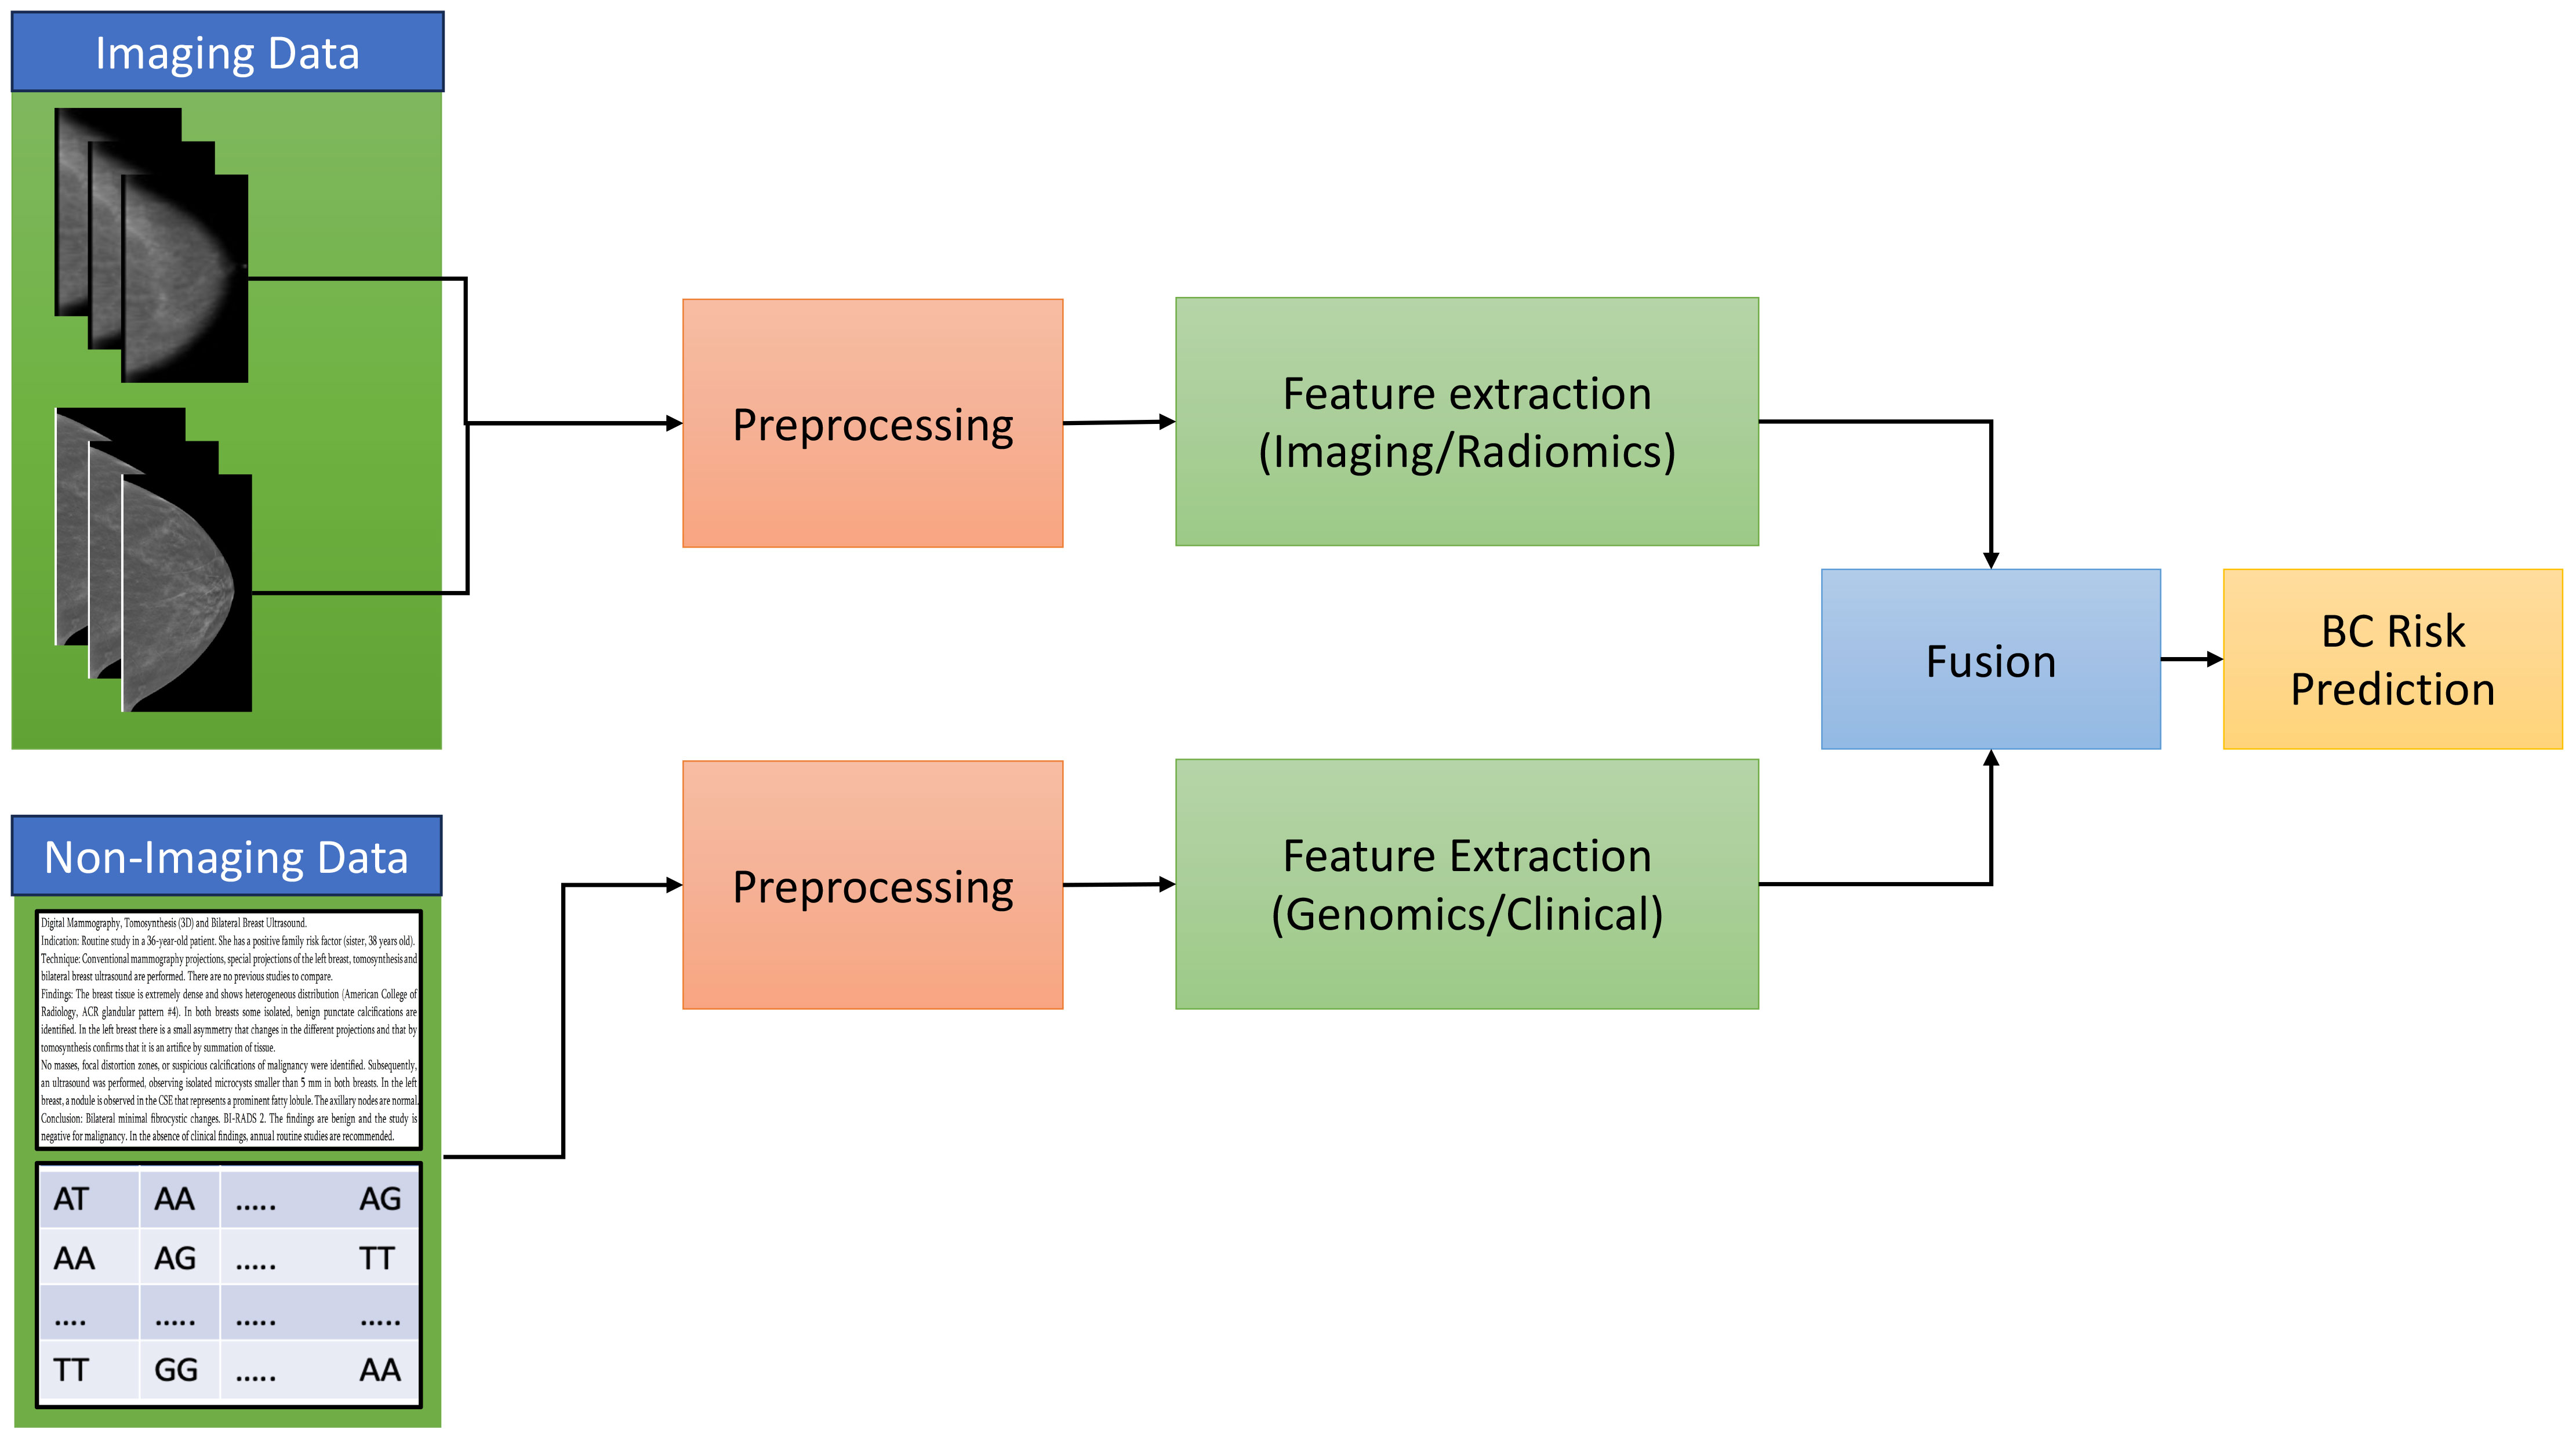 Imaging Data
Preprocessing
Feature extraction
(Imaging/Radiomics)
Fusion
BC Risk
Prediction
Non-Imaging Data
Digital Mammography, Tomosynthesis (3D) and Bilateral Breast Ultrasound.
Indication: Routine study in a 36-year-old patient. She has a positive family risk factor (sister, 38 years old).
Technique: Conventional mammography projections, special projections of the left breast, tomosynthesis and
bilateral breast ultrasound are performed. There are no previous studies to compare.
Findings: The breast tissue is extremely dense and shows heterogeneous distribution (American College of
Radiology, ACR glandular pattern #4). In both breasts some isolated, benign punctate calcifications are
identified. In the left breast there is a small asymmetry that changes in the different projections and that by
tomosynthesis confirms that it is an artifice by summation of tissue.
No masses, focal distortion zones, or suspicious calcifications of malignancy were identified. Subsequently,
an ultrasound was performed, observing isolated microcysts smaller than 5 mm in both breasts. In the left
breast, a nodule is observed in the CSE that represents a prominent fatty lobule. The axillary nodes are normal.
Conclusion: Bilateral minimal fibrocystic changes. BI-RADS 2. The findings are benign and the study is
negative for malignancy. In the absence of clinical findings, annual routine studies are recommended.
AT AA ..... AG
AA AG ..... TT
.... ..... ..... .....
TT GG ..... AA
Preprocessing
Feature Extraction
(Genomics/Clinical)